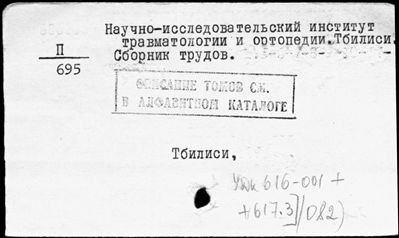 Научно-исследовательский институт
П
695
травматологии и ортопедии.Тбилиси.
Сборник трудов.
ОПИСАНИЕ ТОМОВ СМ.
В АЛФАВИТНОМ КАТАЛОГЕ
Тбилиси,
УДК 616-001 +
+617.3](082)